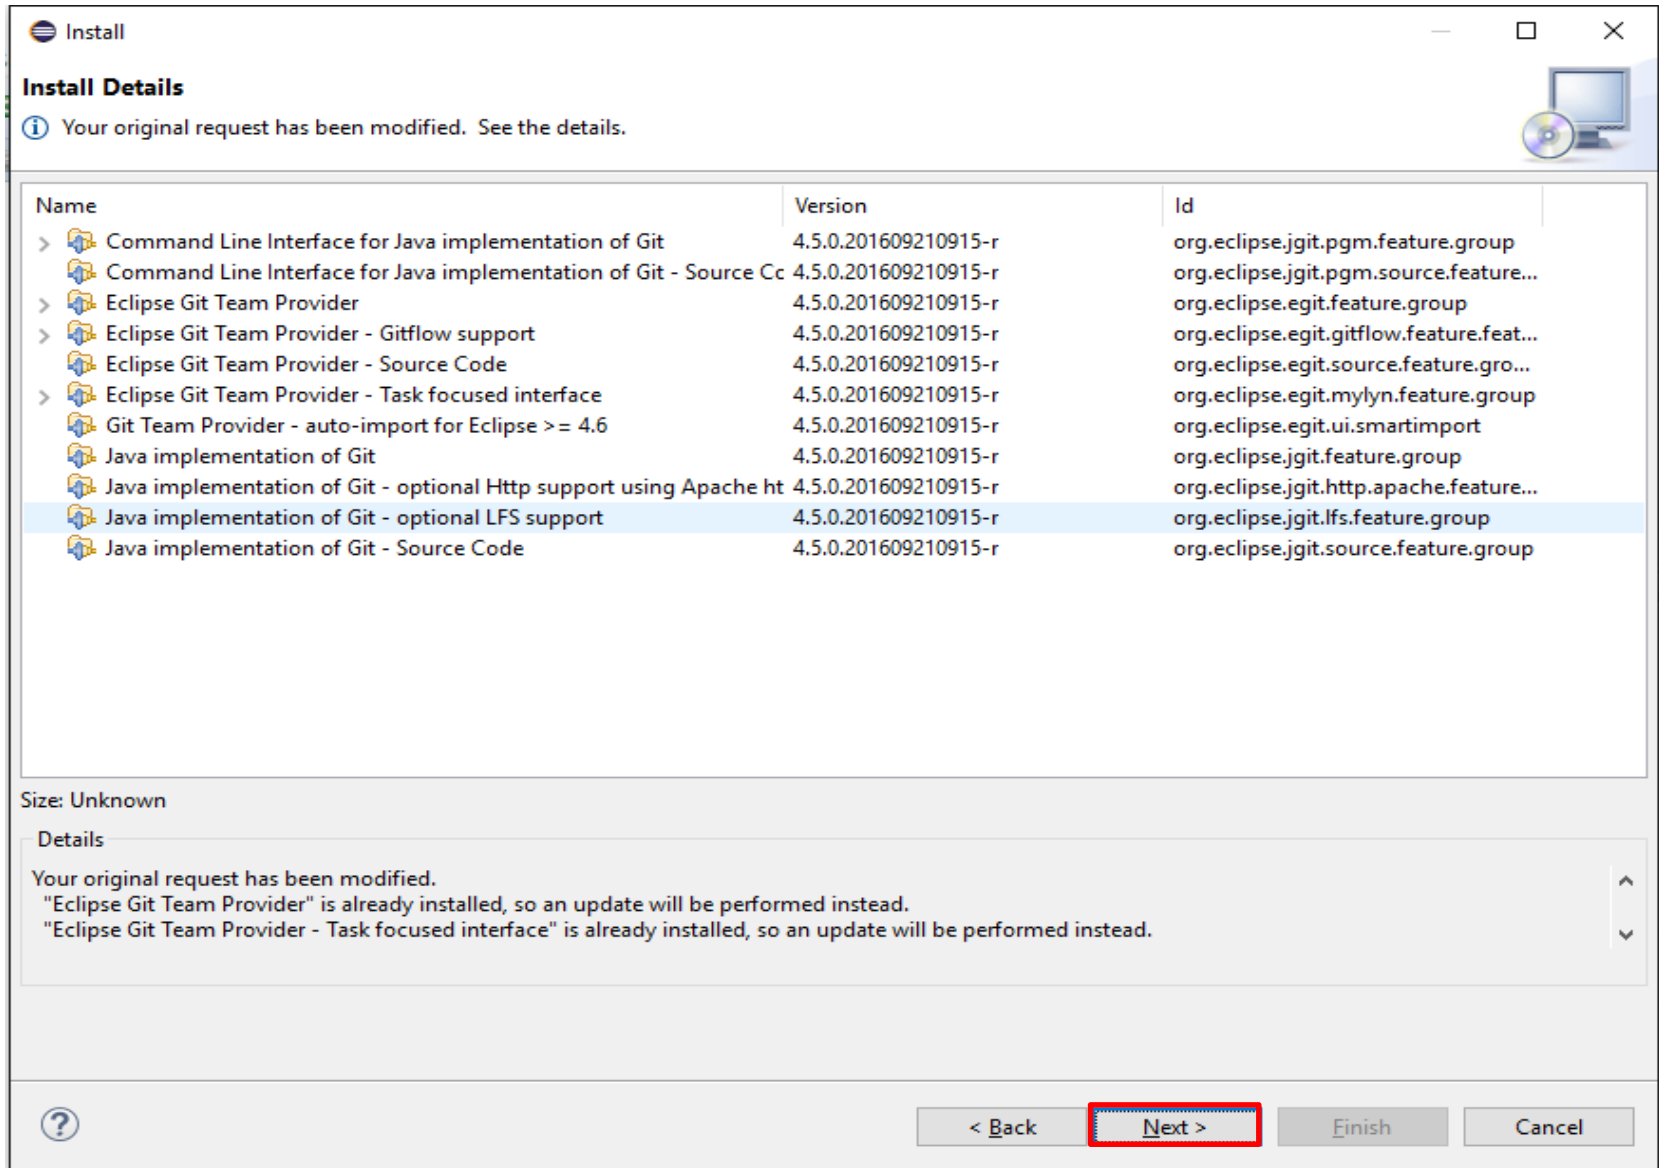 Install
Install Details
Your original request has been modified.  See the details.
Name Version Id
Command Line Interface for Java implementation of Git 4.5.0.201609210915-r org.eclipse.jgit.pgm.feature.group
Command Line Interface for Java implementation of Git - Source Cc 4.5.0.201609210915-r org.eclipse.jgit.pgm.source.feature...
Eclipse Git Team Provider 4.5.0.201609210915-r org.eclipse.egit.feature.group
Eclipse Git Team Provider - Gitflow support 4.5.0.201609210915-r org.eclipse.egit.gitflow.feature.feat...
Eclipse Git Team Provider - Source Code 4.5.0.201609210915-r org.eclipse.egit.source.feature.gro...
Eclipse Git Team Provider - Task focused interface 4.5.0.201609210915-r org.eclipse.egit.mylyn.feature.group
Git Team Provider - auto-import for Eclipse >= 4.6 4.5.0.201609210915-r org.eclipse.egit.ui.smartimport
Java implementation of Git 4.5.0.201609210915-r org.eclipse.jgit.feature.group
Java implementation of Git - optional Http support using Apache ht 4.5.0.201609210915-r org.eclipse.jgit.http.apache.feature...
Java implementation of Git - optional LFS support 4.5.0.201609210915-r org.eclipse.jgit.lfs.feature.group
Java implementation of Git - Source Code 4.5.0.201609210915-r org.eclipse.jgit.source.feature.group
Size: Unknown
Details
Your original request has been modified.
"Eclipse Git Team Provider" is already installed, so an update will be performed instead.
"Eclipse Git Team Provider - Task focused interface" is already installed, so an update will be performed instead.
< Back Next > Finish Cancel